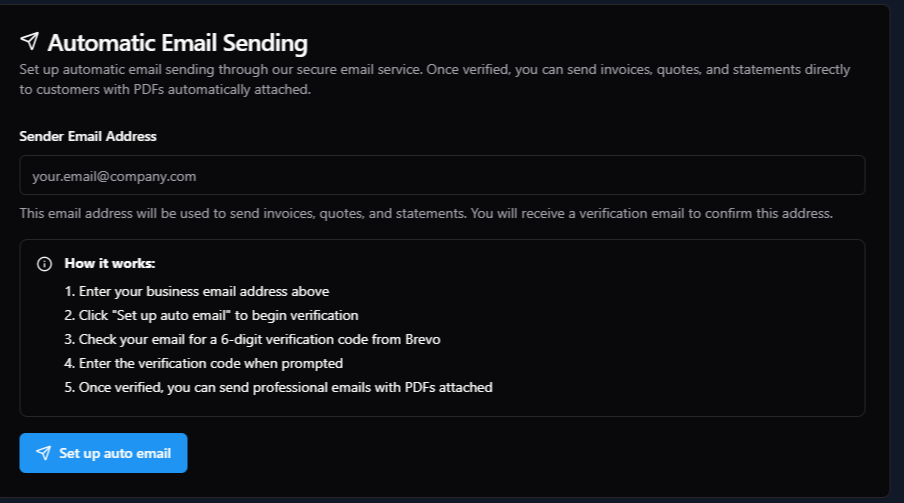 Automatic Email Sending
Set up automatic email sending through our secure email service. Once verified, you can send invoices, quotes, and statements directly
to customers with PDFs automatically attached.
Sender Email Address
your.email@company.com
This email address will be used to send invoices, quotes, and statements. You will receive a verification email to confirm this address.
How it works:
1. Enter your business email address above
2. Click "Set up auto email" to begin verification
3. Check your email for a 6-digit verification code from Brevo
4. Enter the verification code when prompted
5. Once verified, you can send professional emails with PDFs attached
Set up auto email